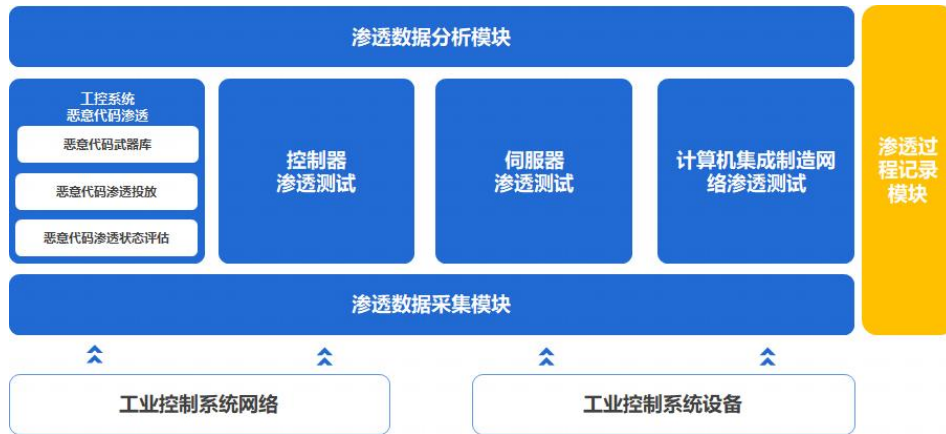 渗透数据分析模块
工控系统
恶意代码渗透
恶意代码武器库
恶意代码渗透投放
恶意代码渗透状态评估
控制器
渗透测试
伺服器
渗透测试
计算机集成制造网
络渗透测试
渗透过
程记录
模块
渗透数据采集模块
工业控制系统网络
工业控制系统设备